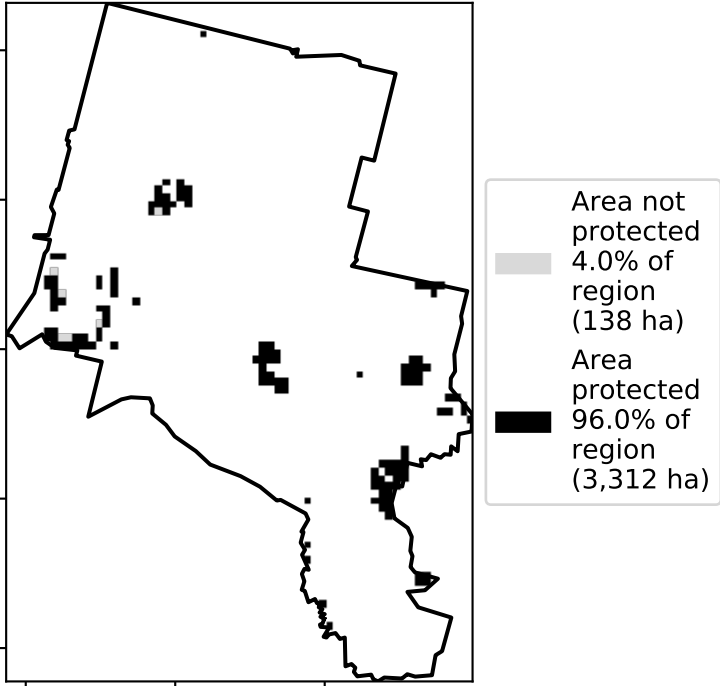 Area not
protected
4.0% of
region
(138 ha)
Area
protected
96.0% of
region
(3,312 ha)